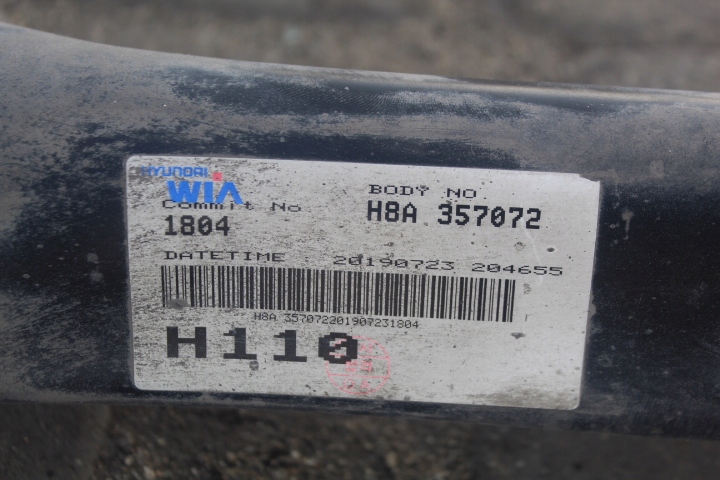 HYUNDAI
WIA
Commit No
1804
BODY NO
H8A 357072
DATETIME 20190723 204655
H8A 357072201907231804
H110